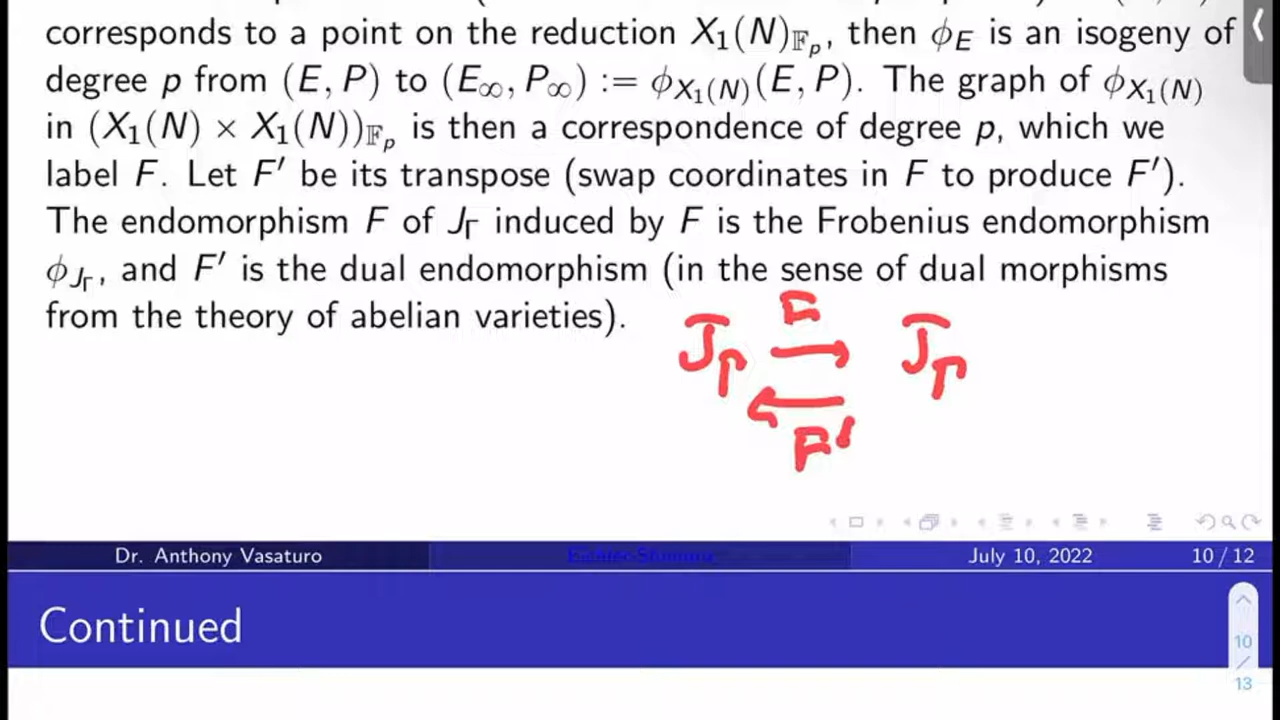 corresponds to a point on the reduction X₁(N)_𝔽ₚ, then ϕ_E is an isogeny of
degree p from (E, P) to (E∞, P∞) := ϕ_X₁(N)(E, P). The graph of ϕ_X₁(N)
in (X₁(N) × X₁(N))_𝔽ₚ is then a correspondence of degree p, which we
label F. Let F′ be its transpose (swap coordinates in F to produce F′).
The endomorphism F of J_Γ induced by F is the Frobenius endomorphism
ϕ_J_Γ, and F′ is the dual endomorphism (in the sense of dual morphisms
from the theory of abelian varieties).
F
J̅_Γ → J̅_Γ
←
F′
Dr. Anthony Vasaturo Eichler-Shimura July 10, 2022 10 / 12
Continued
10
/
13